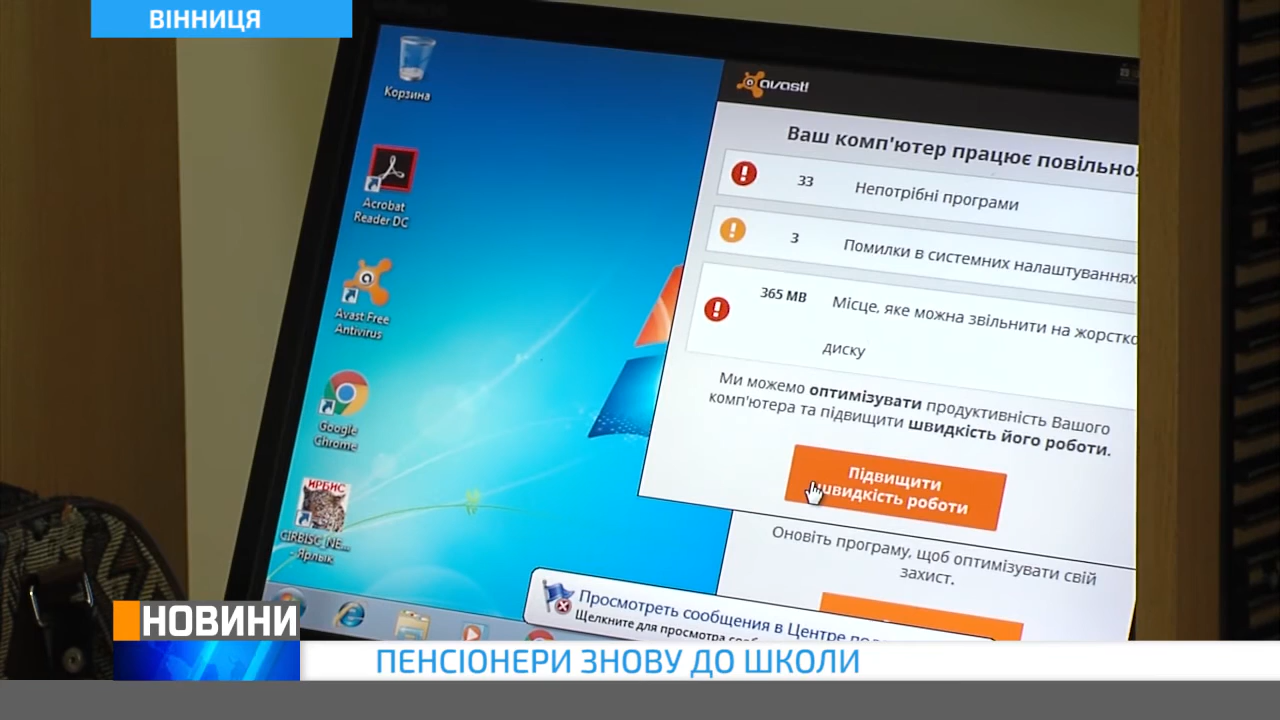 ВІННИЦЯ
Корзина
Acrobat
Reader DC
Avast Free
Antivirus
Google
Chrome
ИРБИС
CIRBISC_NE...
- Ярлык
avast!
Ваш комп'ютер працює повільно!
33 Непотрібні програми
3 Помилки в системних налаштуваннях
365 MB Місце, яке можна звільнити на жорстко
диску
Ми можемо оптимізувати продуктивність Вашого
комп'ютера та підвищити швидкість його роботи.
Підвищити
швидкість роботи
Оновіть програму, щоб оптимізувати свій
захист.
Просмотреть сообщения в Центре
Щелкните для просмотра
НОВИНИ
ПЕНСІОНЕРИ ЗНОВУ ДО ШКОЛИ